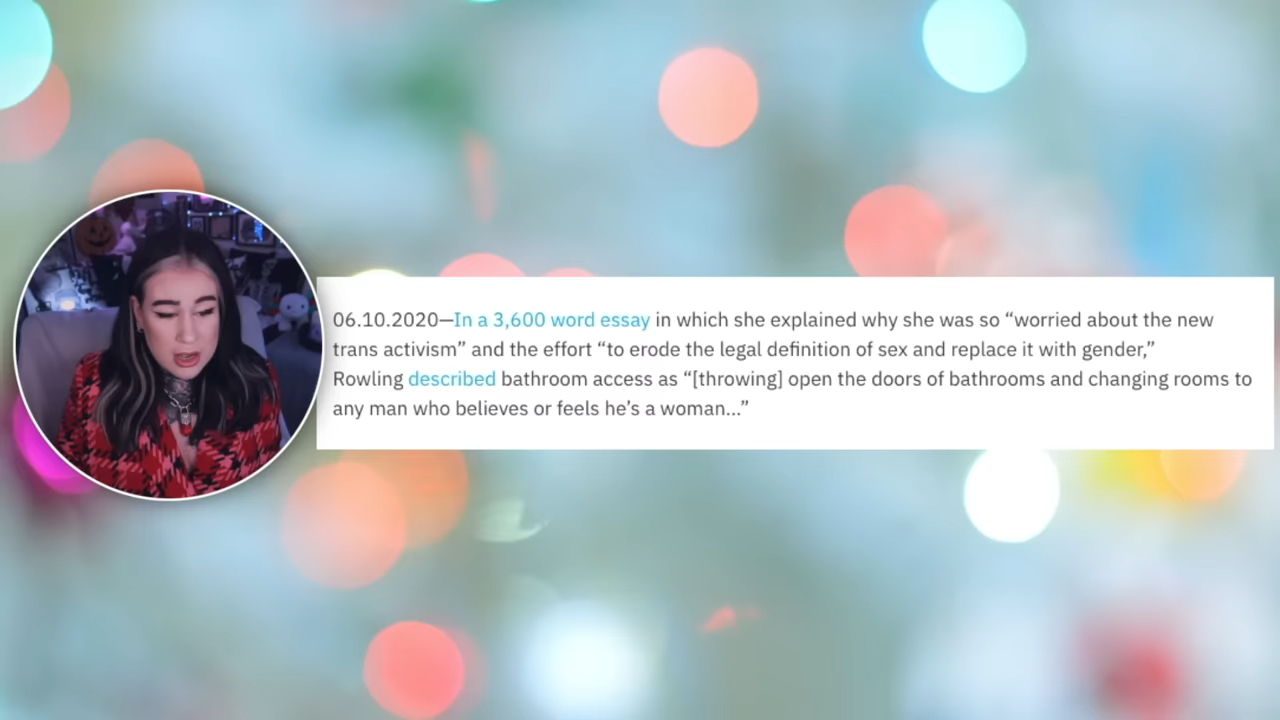 06.10.2020—In a 3,600 word essay in which she explained why she was so “worried about the new
trans activism” and the effort “to erode the legal definition of sex and replace it with gender,”
Rowling described bathroom access as “[throwing] open the doors of bathrooms and changing rooms to
any man who believes or feels he’s a woman…”